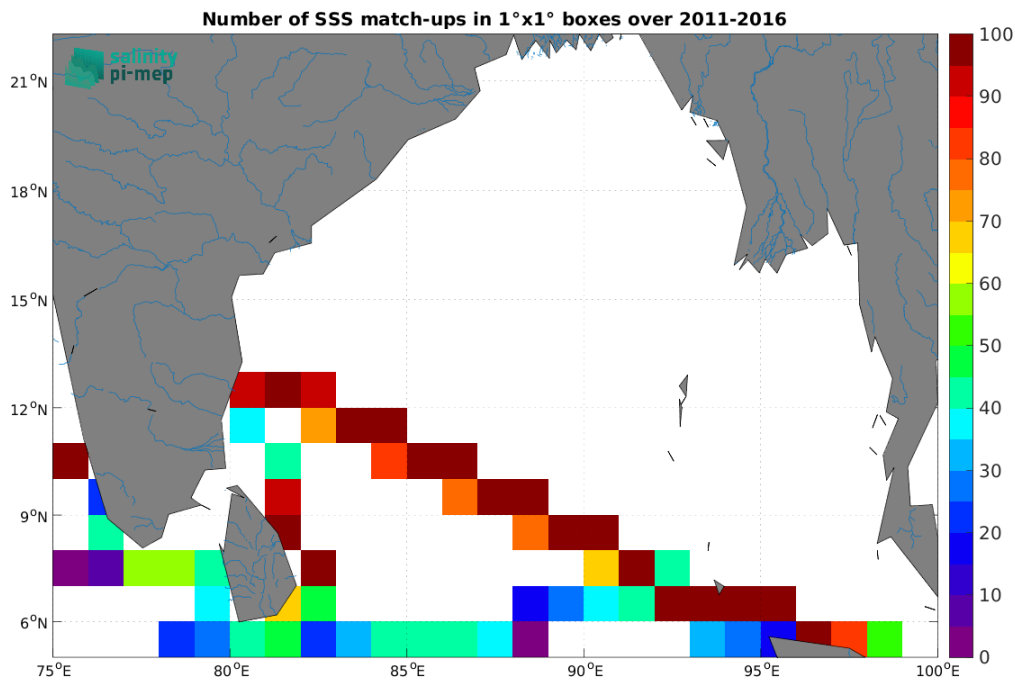 Number of SSS match-ups in 1°x1° boxes over 2011-2016
salinity
pi-mep
21°N
18°N
15°N
12°N
9°N
6°N
75°E
80°E
85°E
90°E
95°E
100°E
100
90
80
70
60
50
40
30
20
10
0